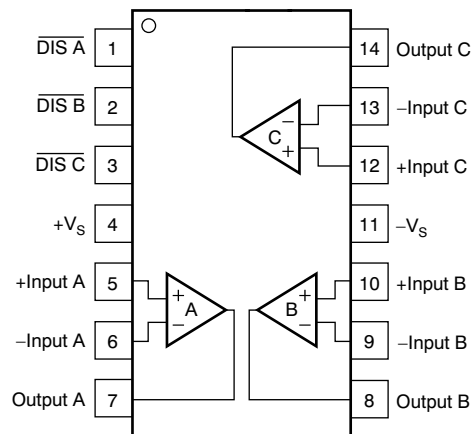 DIS A 1
DIS B 2
DIS C 3
+VS 4
+Input A 5
−Input A 6
Output A 7
14 Output C
13 −Input C
12 +Input C
11 −VS
10 +Input B
9 −Input B
8 Output B
− C +
+ A −
+ B −